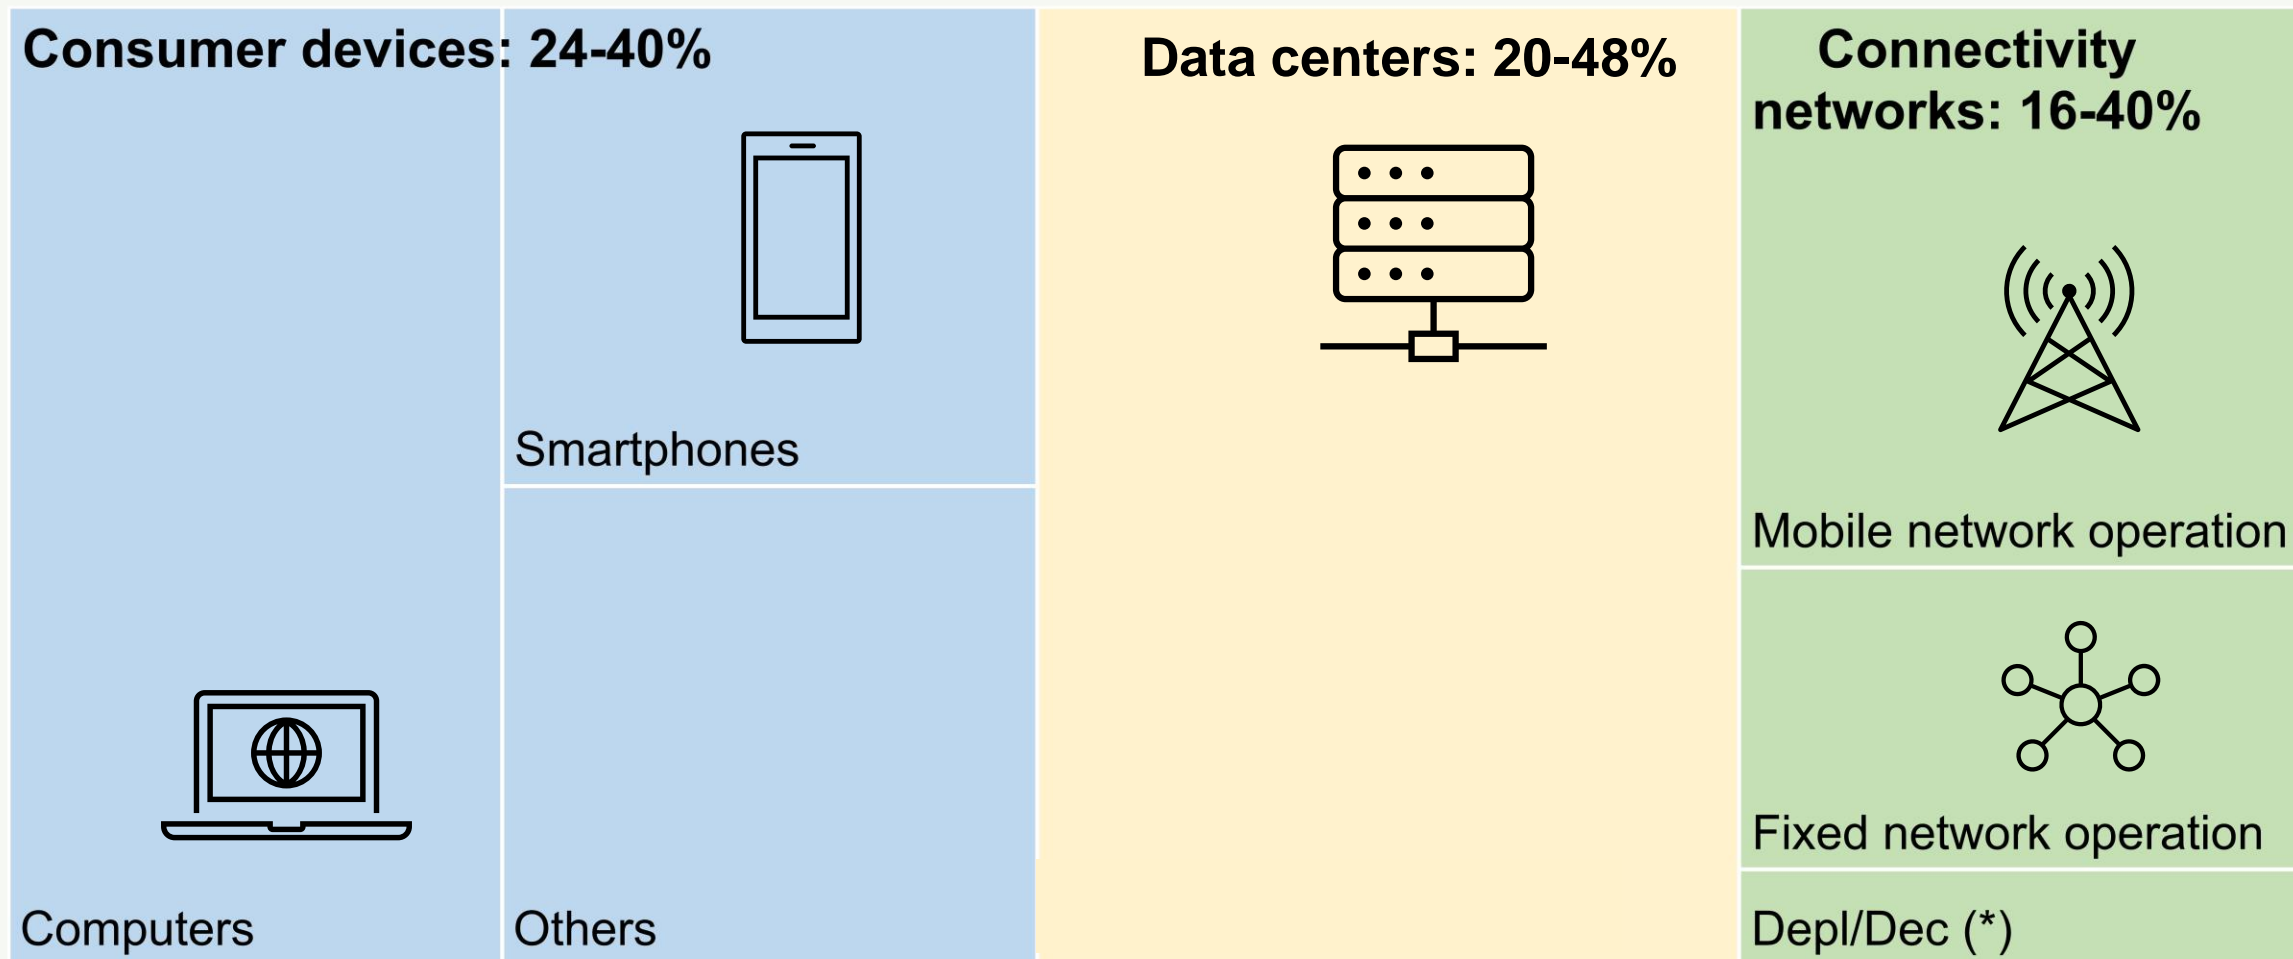 Consumer devices: 24-40%
Smartphones
Computers
Others
Data centers: 20-48%
Connectivity
networks: 16-40%
Mobile network operation
Fixed network operation
Depl/Dec (*)